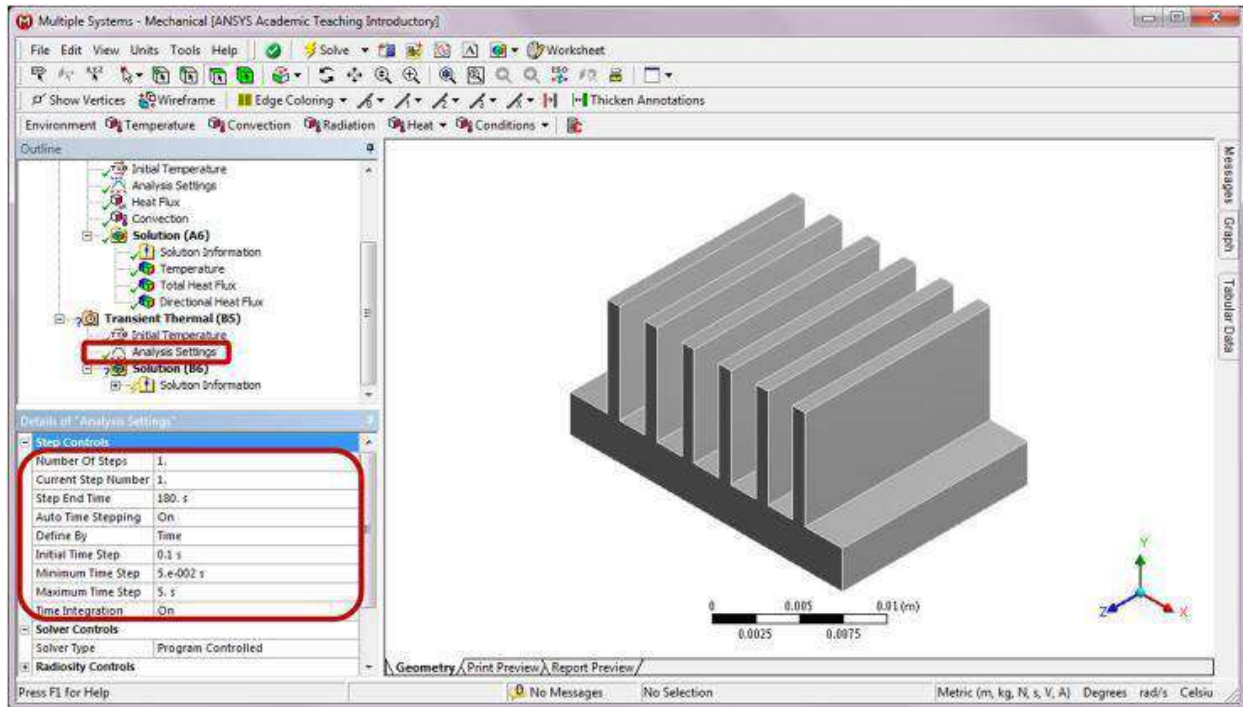 Multiple Systems - Mechanical [ANSYS Academic Teaching Introductory]
File Edit View Units Tools Help Solve Worksheet
Show Vertices Wireframe Edge Coloring Thicken Annotations
Environment Temperature Convection Radiation Heat Conditions
Outline
Initial Temperature
Analysis Settings
Heat Flux
Convection
Solution (A6)
Solution Information
Temperature
Total Heat Flux
Directional Heat Flux
Transient Thermal (B5)
Initial Temperature
Analysis Settings
Solution (B6)
Solution Information
Details of "Analysis Settings"
Step Controls
Number Of Steps 1.
Current Step Number 1.
Step End Time 180. s
Auto Time Stepping On
Define By Time
Initial Time Step 0.1 s
Minimum Time Step 5.e-002 s
Maximum Time Step 5. s
Time Integration On
Solver Controls
Solver Type Program Controlled
Radiosity Controls
Messages
Graph
Tabular Data
Y
Z X
0 0.005 0.01 (m)
0.0025 0.0075
Geometry Print Preview Report Preview
Press F1 for Help No Messages No Selection Metric (m, kg, N, s, V, A) Degrees rad/s Celsiu